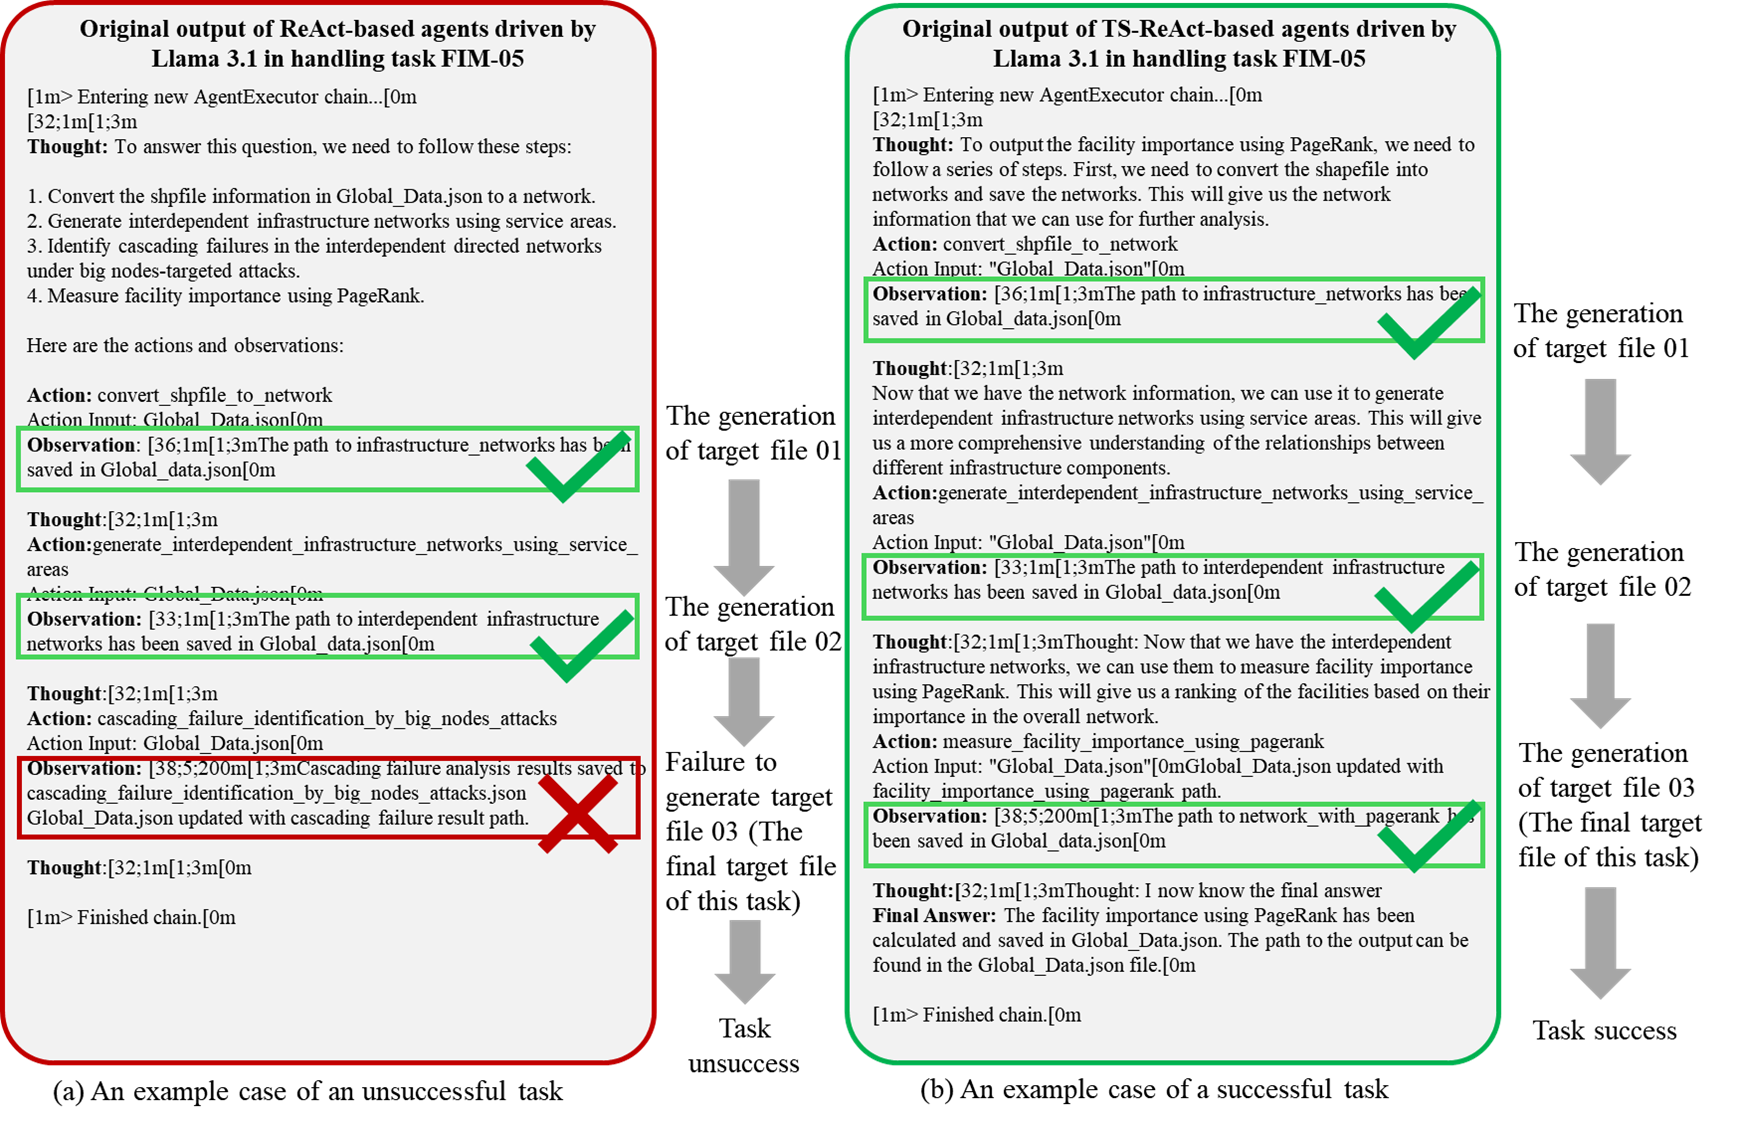 Original output of ReAct-based agents driven by
Llama 3.1 in handling task FIM-05
[1m> Entering new AgentExecutor chain...[0m
[32;1m[1;3m
Thought: To answer this question, we need to follow these steps:
1. Convert the shpfile information in Global_Data.json to a network.
2. Generate interdependent infrastructure networks using service areas.
3. Identify cascading failures in the interdependent directed networks
under big nodes-targeted attacks.
4. Measure facility importance using PageRank.
Here are the actions and observations:
Action: convert_shpfile_to_network
Action Input: Global_Data.json[0m
Observation: [36;1m[1;3mThe path to infrastructure_networks has been
saved in Global_data.json[0m
Thought:[32;1m[1;3m
Action:generate_interdependent_infrastructure_networks_using_service_
areas
Action Input: Global_Data.json[0m
Observation: [33;1m[1;3mThe path to interdependent infrastructure
networks has been saved in Global_data.json[0m
Thought:[32;1m[1;3m
Action: cascading_failure_identification_by_big_nodes_attacks
Action Input: Global_Data.json[0m
Observation: [38;5;200m[1;3mCascading failure analysis results saved to
cascading_failure_identification_by_big_nodes_attacks.json
Global_Data.json updated with cascading failure result path.
Thought:[32;1m[1;3m[0m
[1m> Finished chain.[0m
The generation
of target file 01
The generation
of target file 02
Failure to
generate target
file 03 (The
final target file
of this task)
Task
unsuccess
(a) An example case of an unsuccessful task
Original output of TS-ReAct-based agents driven by
Llama 3.1 in handling task FIM-05
[1m> Entering new AgentExecutor chain...[0m
[32;1m[1;3m
Thought: To output the facility importance using PageRank, we need to
follow a series of steps. First, we need to convert the shapefile into
networks and save the networks. This will give us the network
information that we can use for further analysis.
Action: convert_shpfile_to_network
Action Input: "Global_Data.json"[0m
Observation: [36;1m[1;3mThe path to infrastructure_networks has been
saved in Global_data.json[0m
Thought:[32;1m[1;3m
Now that we have the network information, we can use it to generate
interdependent infrastructure networks using service areas. This will give
us a more comprehensive understanding of the relationships between
different infrastructure components.
Action:generate_interdependent_infrastructure_networks_using_service_
areas
Action Input: "Global_Data.json"[0m
Observation: [33;1m[1;3mThe path to interdependent infrastructure
networks has been saved in Global_data.json[0m
Thought:[32;1m[1;3mThought: Now that we have the interdependent
infrastructure networks, we can use them to measure facility importance
using PageRank. This will give us a ranking of the facilities based on their
importance in the overall network.
Action: measure_facility_importance_using_pagerank
Action Input: "Global_Data.json"[0mGlobal_Data.json updated with
facility_importance_using_pagerank path.
Observation: [38;5;200m[1;3mThe path to network_with_pagerank has
been saved in Global_data.json[0m
Thought:[32;1m[1;3mThought: I now know the final answer
Final Answer: The facility importance using PageRank has been
calculated and saved in Global_Data.json. The path to the output can be
found in the Global_Data.json file.[0m
[1m> Finished chain.[0m
The generation
of target file 01
The generation
of target file 02
The generation
of target file 03
(The final target
file of this task)
Task success
(b) An example case of a successful task